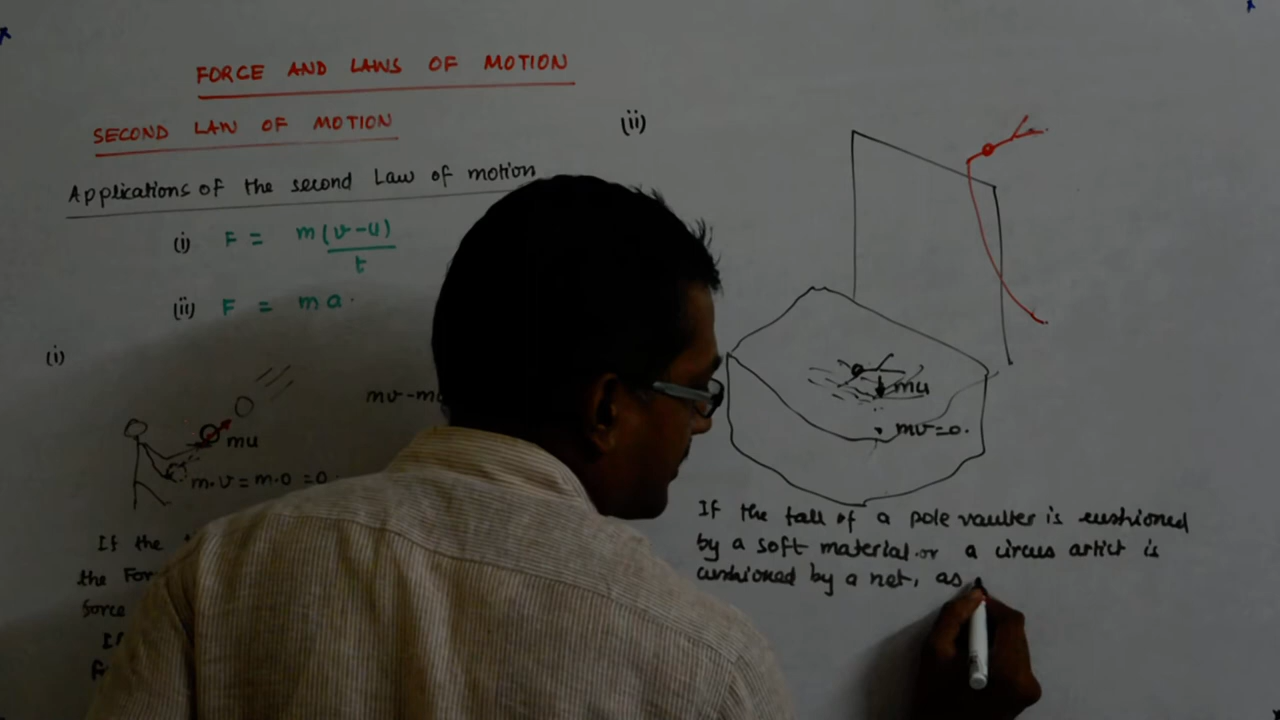 FORCE AND LAWS OF MOTION
SECOND LAW OF MOTION
Applications of the second Law of motion
(i) F = m(v-u)/t
(ii) F = ma.
(i)
mv-m
mu
m.v = m.0 = 0.
If the
the For
force
If
(ii)
mu
mv=0.
If the fall of a pole vaulter is cushioned
by a soft material or a circus artist is
cushioned by a net, as